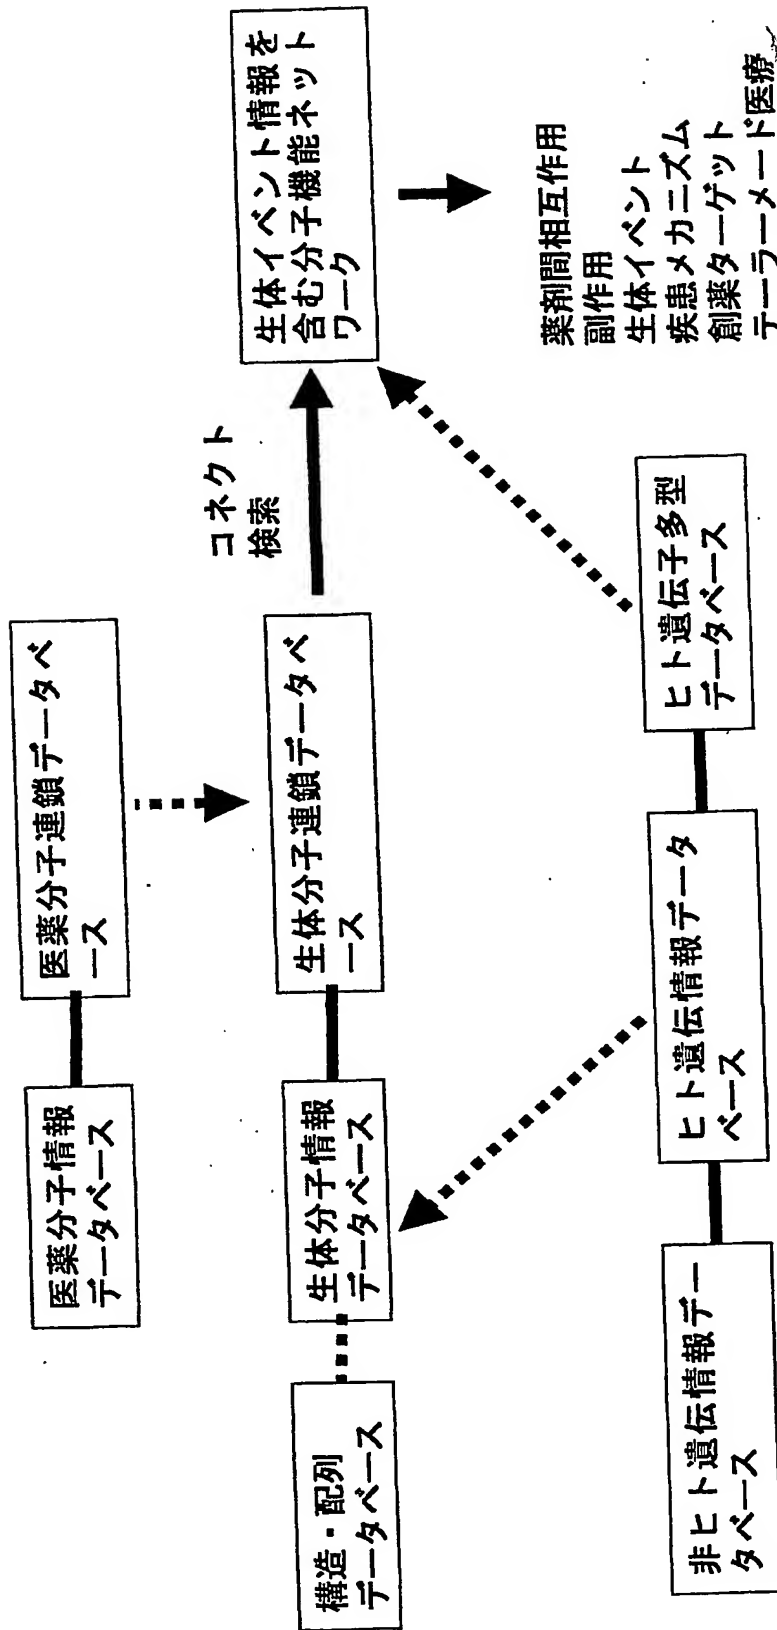 医薬分子情報
データベース
医薬分子連鎖データベ
ース
構造・配列
データベース
生体分子情報
データベース
生体分子連鎖データベ
ース
コネクト
検索
生体イベント情報を
含む分子機能ネット
ワーク
非ヒト遺伝情報デー
タベース
ヒト遺伝情報データ
ベース
ヒト遺伝子多型
データベース
薬剤間相互作用
副作用
生体イベント
疾患メカニズム
創薬ターゲット
テーラーメード医療